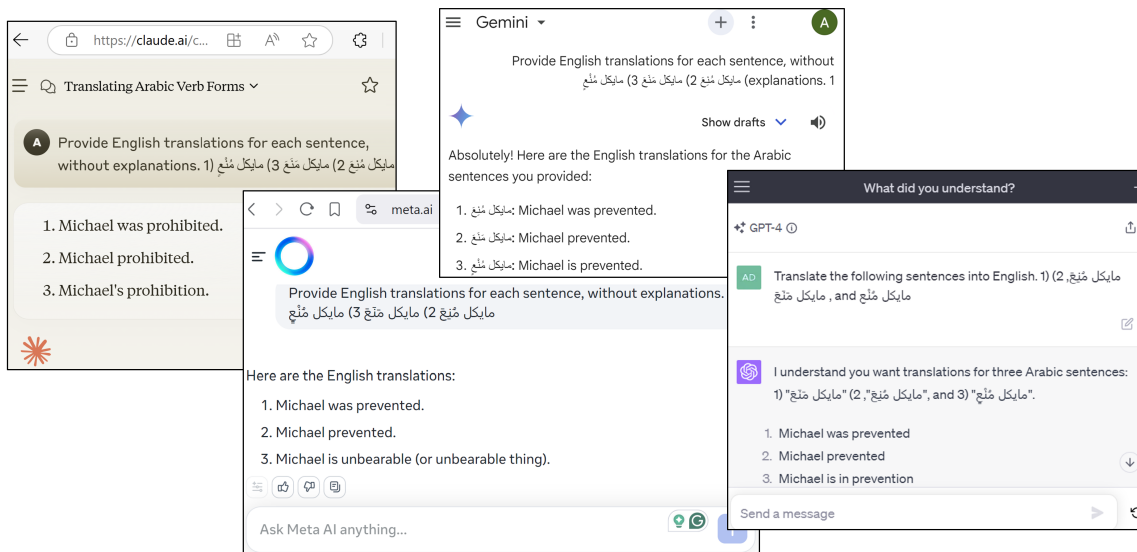 https://claude.ai/c...
Translating Arabic Verb Forms
A
Provide English translations for each sentence,
without explanations. 1) مايكل مُنِعَ 2) مايكل مَنَعَ 3) مايكل مُنْعٍ
1. Michael was prohibited.
2. Michael prohibited.
3. Michael's prohibition.
meta.ai
Provide English translations for each sentence, without explanations.
مايكل مُنِعَ 2) مايكل مَنَعَ 3) مايكل مُنْعٍ
Here are the English translations:
1. Michael was prevented.
2. Michael prevented.
3. Michael is unbearable (or unbearable thing).
Ask Meta AI anything...
Gemini
A
Provide English translations for each sentence, without
explanations. 1) مايكل مُنِعَ 2) مايكل مَنَعَ 3) مايكل مُنْعٍ
Show drafts
Absolutely! Here are the English translations for the Arabic
sentences you provided:
1. مايكل مُنِعَ: Michael was prevented.
2. مايكل مَنَعَ: Michael prevented.
3. مايكل مُنْعٍ: Michael is prevented.
What did you understand?
GPT-4
AD
Translate the following sentences into English. 1) مايكل مُنِعَ, 2)
مايكل مَنَعَ , and مايكل مُنْع
I understand you want translations for three Arabic sentences:
1) "مايكل مُنِعَ", 2) "مايكل مَنَعَ", and 3) "مايكل مُنْعٍ".
1. Michael was prevented
2. Michael prevented
3. Michael is in prevention
Send a message